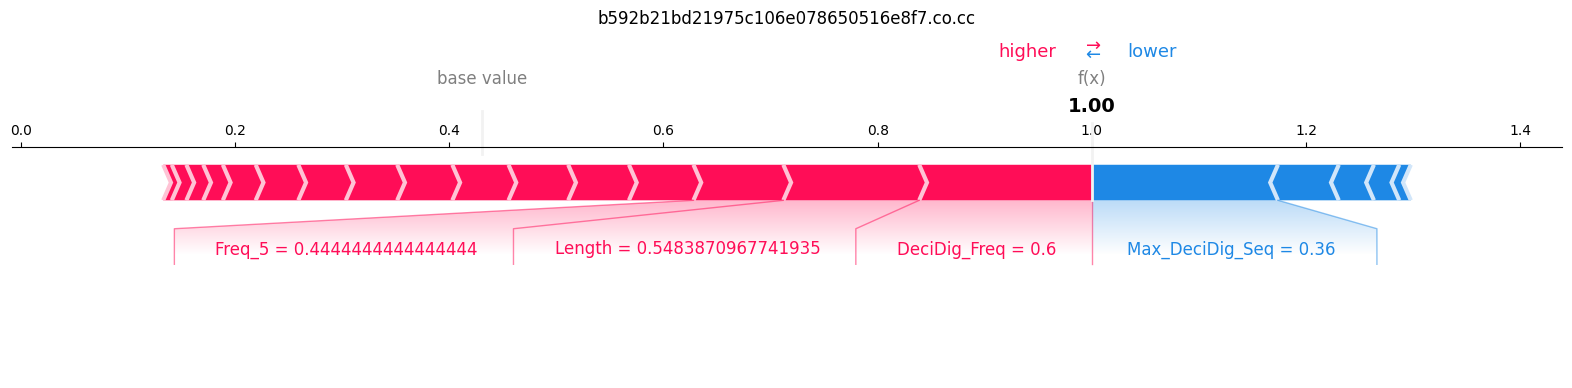 b592b21bd21975c106e078650516e8f7.co.cc
higher ⇄ lower
base value f(x)
1.00
0.0 0.2 0.4 0.6 0.8 1.0 1.2 1.4
Freq_5 = 0.4444444444444444 Length = 0.5483870967741935 DeciDig_Freq = 0.6 Max_DeciDig_Seq = 0.36